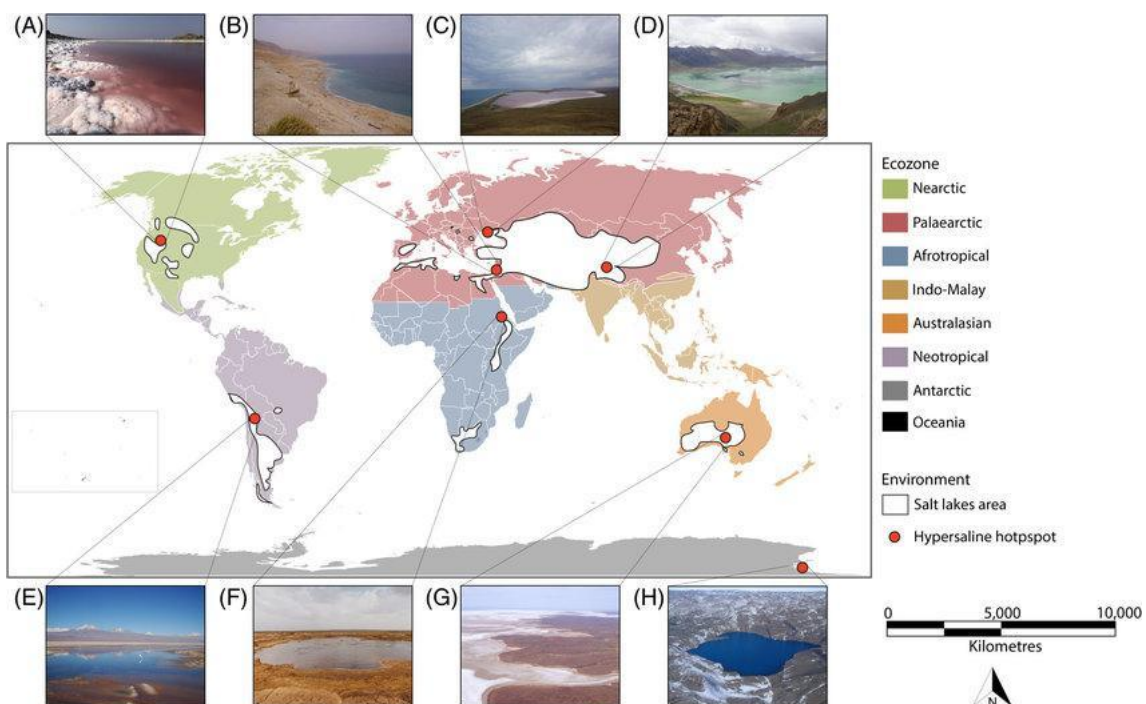 (A)
(B)
(C)
(D)
Ecozone
Nearctic
Palaearctic
Afrotropical
Indo-Malay
Australasian
Neotropical
Antarctic
Oceania
Environment
Salt lakes area
Hypersaline hotpspot
(E)
(F)
(G)
(H)
0 5,000 10,000
Kilometres
N